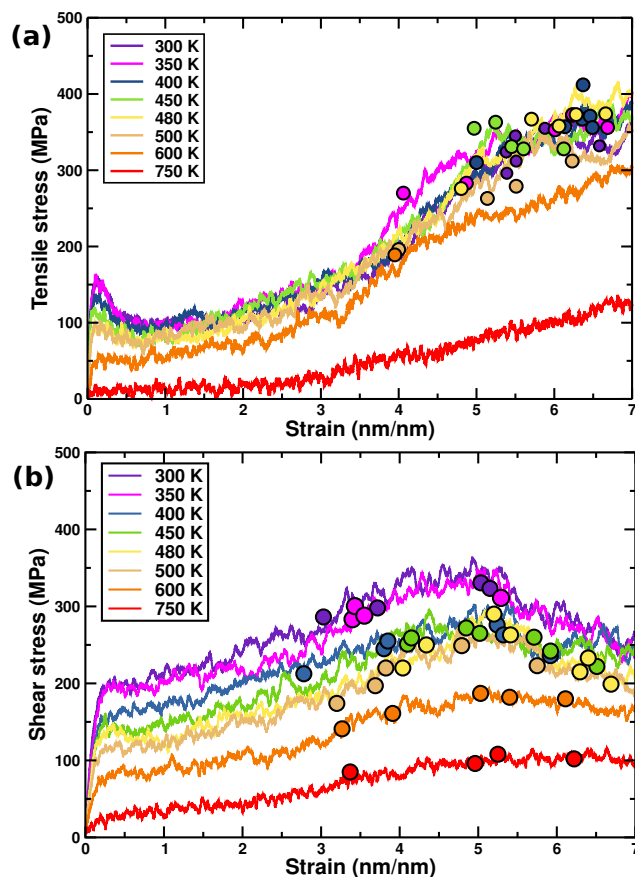 (a)
Tensile stress (MPa)
500
400
300
200
100
0
300 K
350 K
400 K
450 K
480 K
500 K
600 K
750 K
0 1 2 3 4 5 6 7
Strain (nm/nm)
(b)
Shear stress (MPa)
500
400
300
200
100
0
300 K
350 K
400 K
450 K
480 K
500 K
600 K
750 K
0 1 2 3 4 5 6 7
Strain (nm/nm)